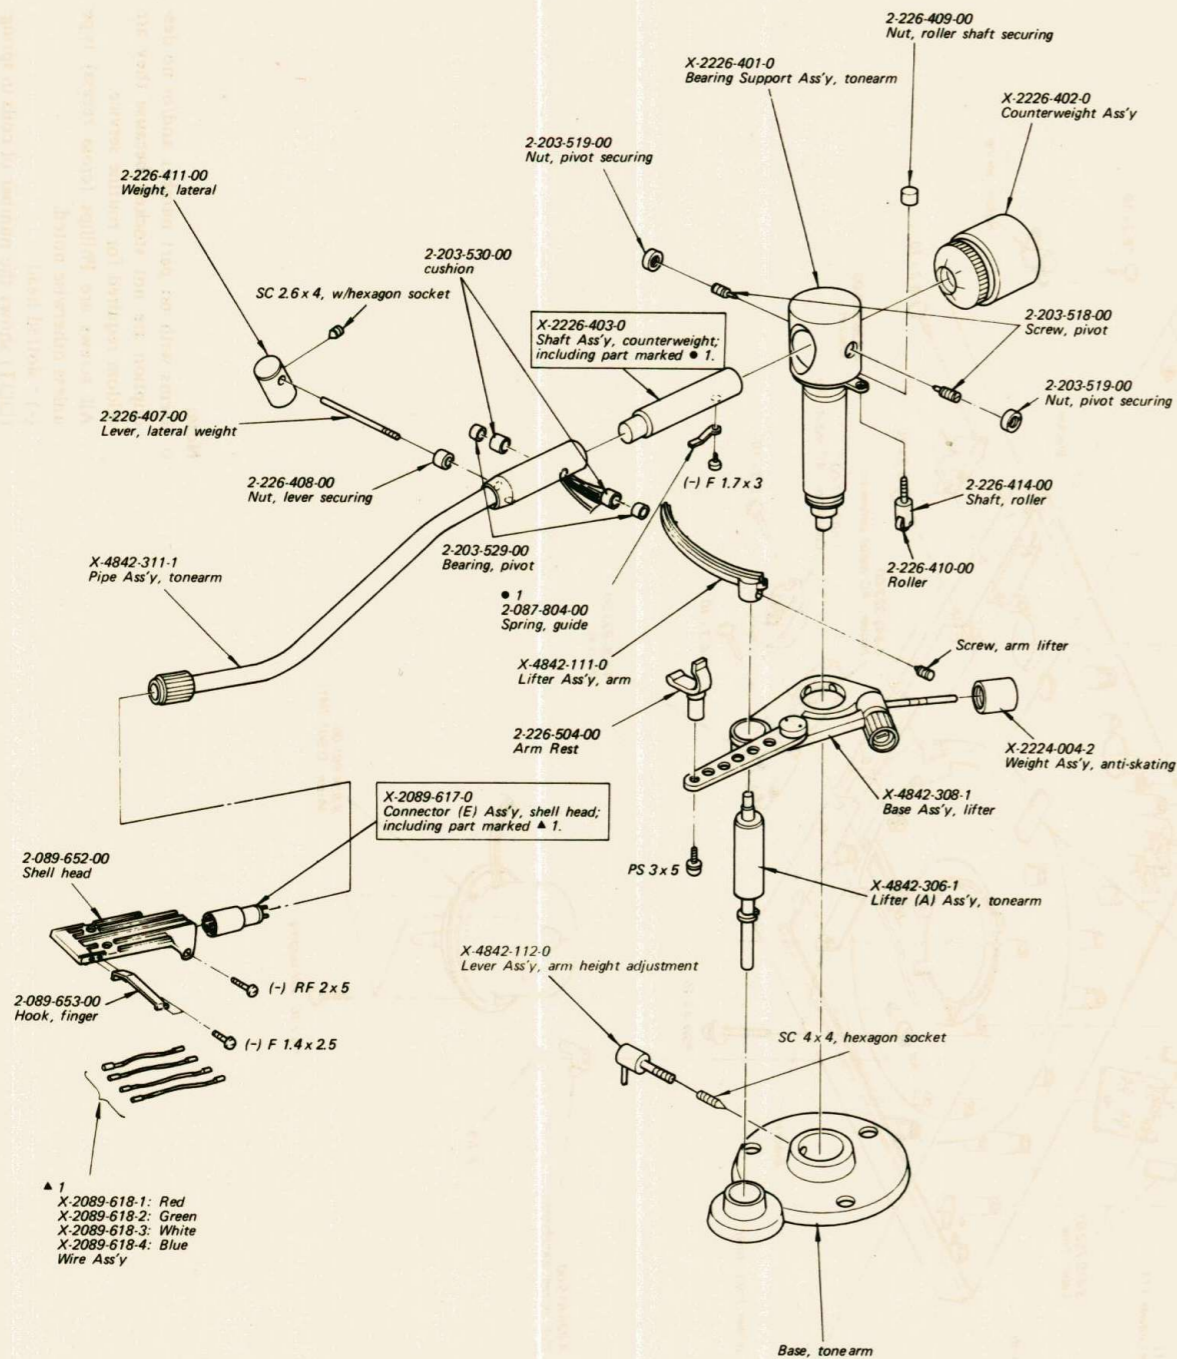 2-226-409-00
Nut, roller shaft securing
X-2226-401-0
Bearing Support Ass'y, tonearm
X-2226-402-0
Counterweight Ass'y
2-203-519-00
Nut, pivot securing
2-226-411-00
Weight, lateral
2-203-530-00
cushion
SC 2.6 x 4, w/hexagon socket
X-2226-403-0
Shaft Ass'y, counterweight;
including part marked ● 1.
2-203-518-00
Screw, pivot
2-203-519-00
Nut, pivot securing
2-226-407-00
Lever, lateral weight
2-226-408-00
Nut, lever securing
(-) F 1.7 x 3
2-226-414-00
Shaft, roller
2-203-529-00
Bearing, pivot
X-4842-311-1
Pipe Ass'y, tonearm
2-226-410-00
Roller
● 1
2-087-804-00
Spring, guide
Screw, arm lifter
X-4842-111-0
Lifter Ass'y, arm
2-226-504-00
Arm Rest
X-2224-004-2
Weight Ass'y, anti-skating
X-4842-308-1
Base Ass'y, lifter
X-2089-617-0
Connector (E) Ass'y, shell head;
including part marked ▲ 1.
2-089-652-00
Shell head
PS 3 x 5
X-4842-306-1
Lifter (A) Ass'y, tonearm
X-4842-112-0
Lever Ass'y, arm height adjustment
(-) RF 2 x 5
2-089-653-00
Hook, finger
(-) F 1.4 x 2.5
SC 4 x 4, hexagon socket
▲ 1
X-2089-618-1: Red
X-2089-618-2: Green
X-2089-618-3: White
X-2089-618-4: Blue
Wire Ass'y
Base, tonearm